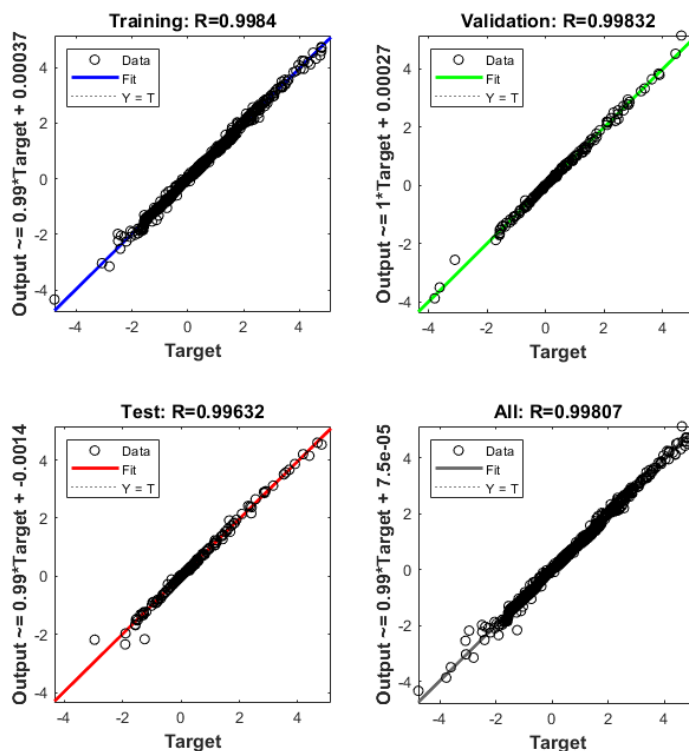 Training: R=0.9984
Output ~= 0.99*Target + 0.00037
4
2
0
-2
-4
Data
Fit
Y = T
-4 -2 0 2 4
Target
Validation: R=0.99832
Output ~= 1*Target + 0.00027
4
2
0
-2
-4
Data
Fit
Y = T
-4 -2 0 2 4
Target
Test: R=0.99632
Output ~= 0.99*Target + -0.0014
4
2
0
-2
-4
Data
Fit
Y = T
-4 -2 0 2 4
Target
All: R=0.99807
Output ~= 0.99*Target + 7.5e-05
4
2
0
-2
-4
Data
Fit
Y = T
-4 -2 0 2 4
Target